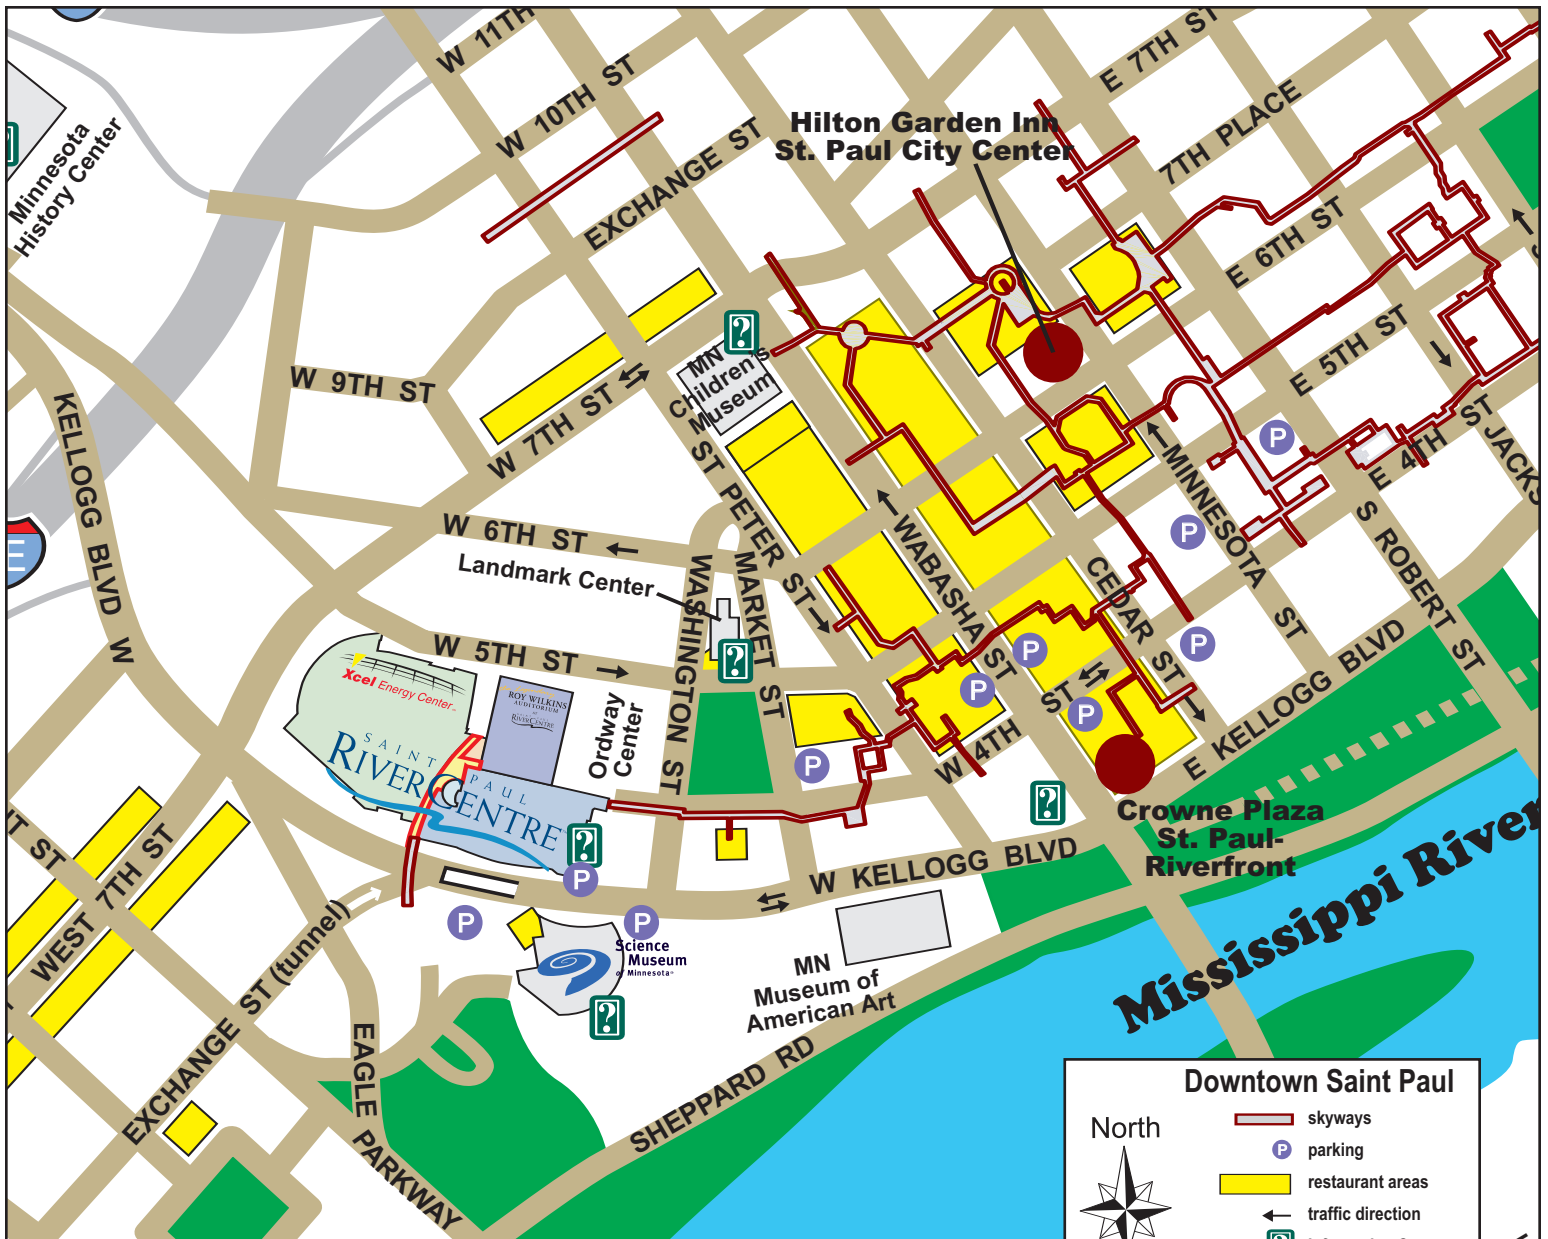 W 11TH
W 10TH ST
E 7TH ST
7TH PLACE
Hilton Garden Inn
St. Paul City Center
EXCHANGE ST
Minnesota
History Center
E 6TH ST
E 5TH ST
E 4TH ST
S JACKS
W 9TH ST
W 7TH ST
MN
Children's
Museum
?
KELLOGG BLVD W
ST PETER ST
WABASHA ST
CEDAR ST
MINNESOTA ST
S ROBERT ST
P
P
P
P
P
P
P
W 6TH ST
Landmark Center
WASHINGTON ST
MARKET ST
?
W 5TH ST
Xcel Energy Center
ROY WILKINS
AUDITORIUM
at
RIVERCENTRE
Ordway
Center
SAINT
PAUL
RIVERCENTRE
W 4TH ST
E KELLOGG BLVD
Crowne Plaza
St. Paul-
Riverfront
?
?
P
P
P
W KELLOGG BLVD
Mississippi River
NT ST
WEST 7TH ST
EXCHANGE ST (tunnel)
Science
Museum
of Minnesota
?
MN
Museum of
American Art
EAGLE PARKWAY
SHEPPARD RD
Downtown Saint Paul
North
skyways
P parking
restaurant areas
traffic direction